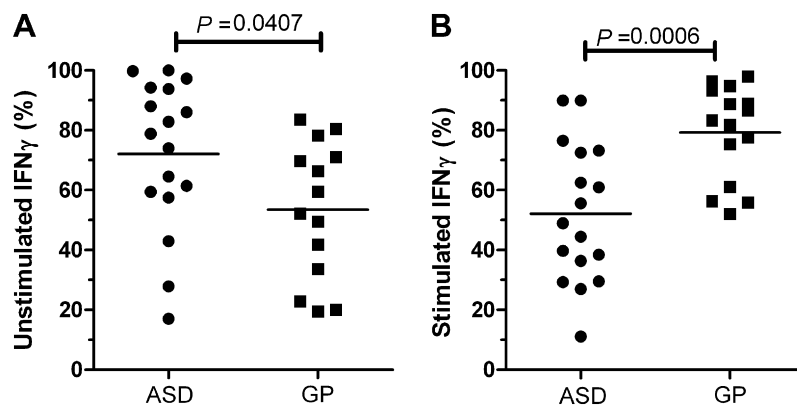 A
P =0.0407
Unstimulated IFNγ (%)
100
80
60
40
20
0
ASD GP
B
P =0.0006
Stimulated IFNγ (%)
100
80
60
40
20
0
ASD GP